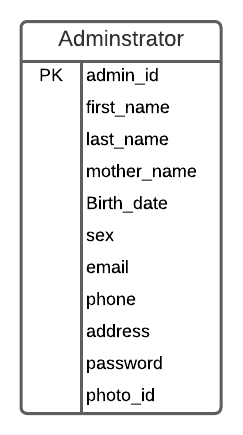 Adminstrator
PK admin_id
first_name
last_name
mother_name
Birth_date
sex
email
phone
address
password
photo_id